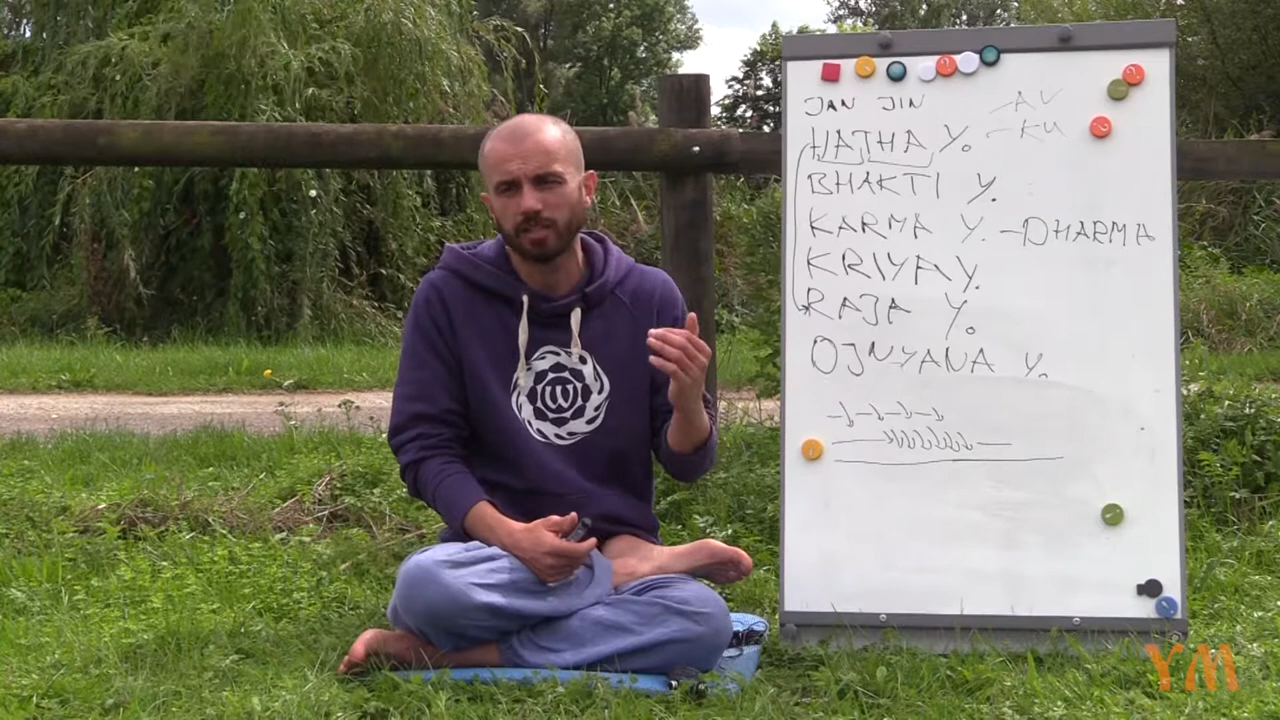 JAN JIN -AV
HATHA Y. -KU
BHAKTI Y.
KARMA Y. -DHARMA
KRIYA Y.
RAJA Y.
OJNYANA Y.
W
YM